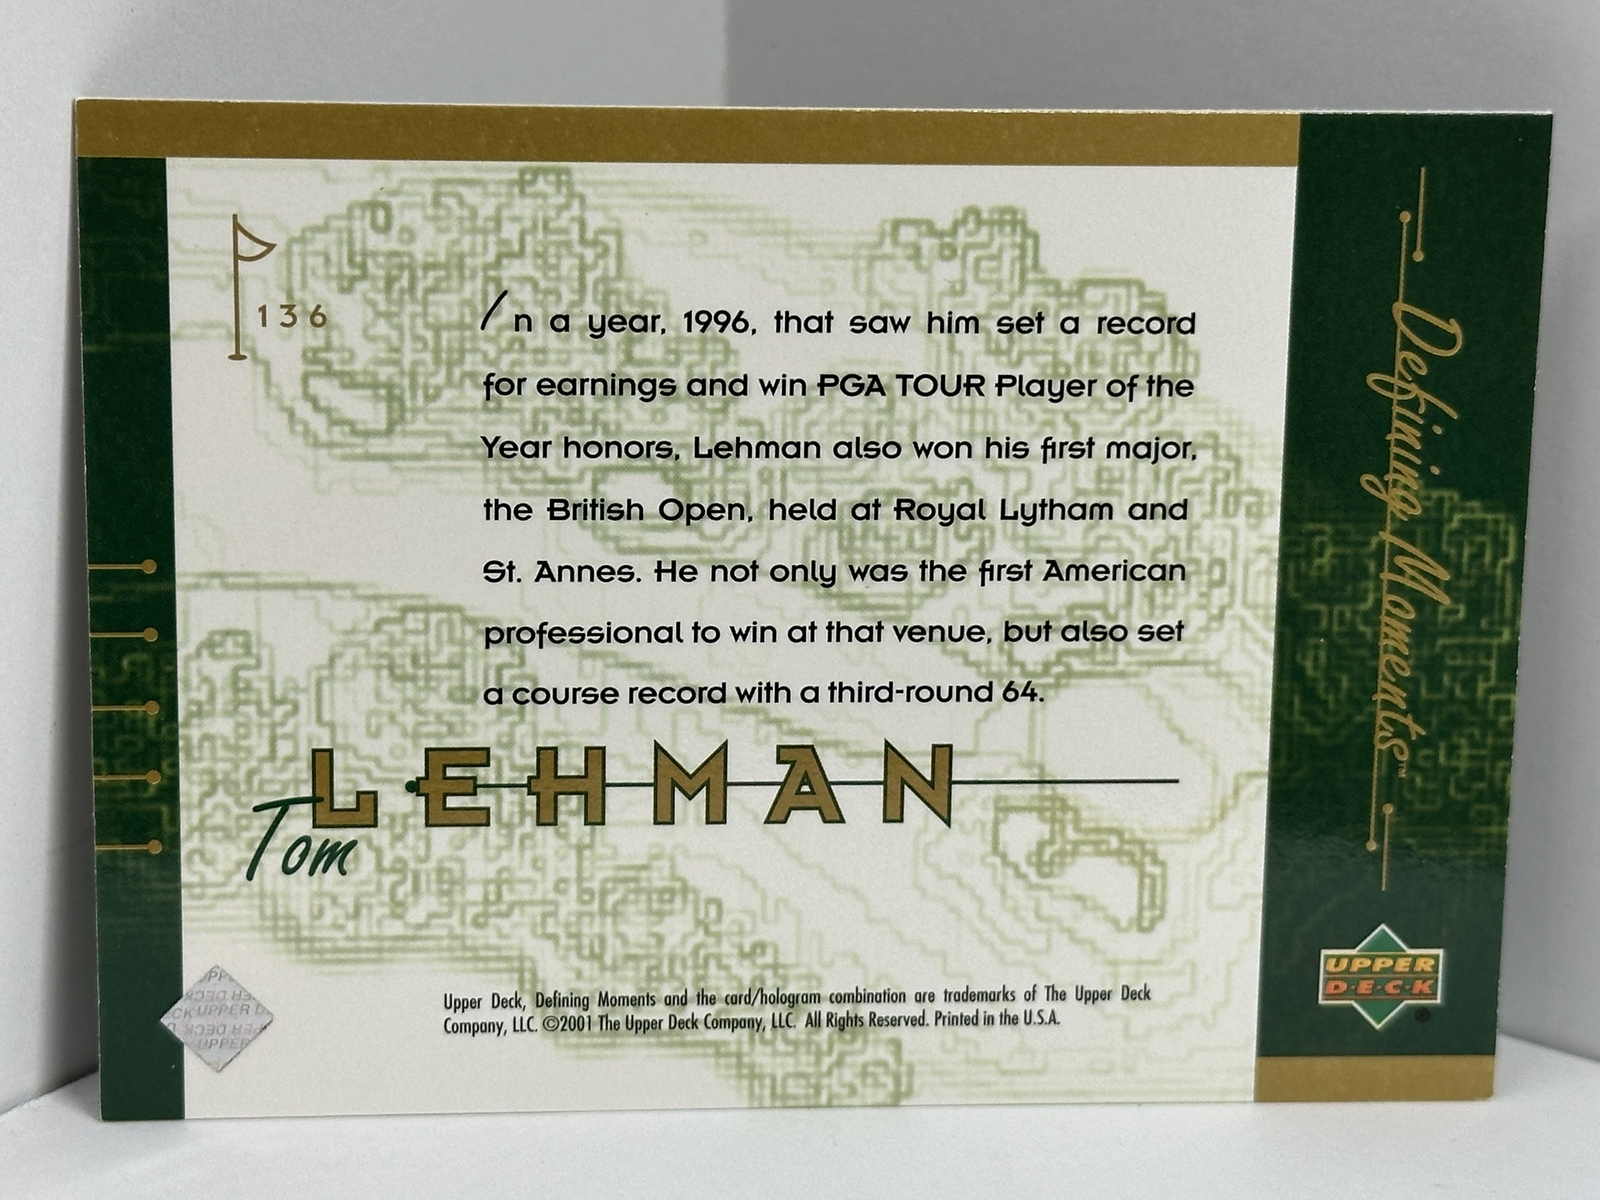 136
In a year, 1996, that saw him set a record
for earnings and win PGA TOUR Player of the
Year honors, Lehman also won his first major,
the British Open, held at Royal Lytham and
St. Annes. He not only was the first American
professional to win at that venue, but also set
a course record with a third-round 64.
LEHMAN
Tom
Upper Deck, Defining Moments and the card/hologram combination are trademarks of The Upper Deck
Company, LLC. ©2001 The Upper Deck Company, LLC. All Rights Reserved. Printed in the U.S.A.
Defining Moments™
UPPER
D·E·C·K
®
UPPER D
UPPER